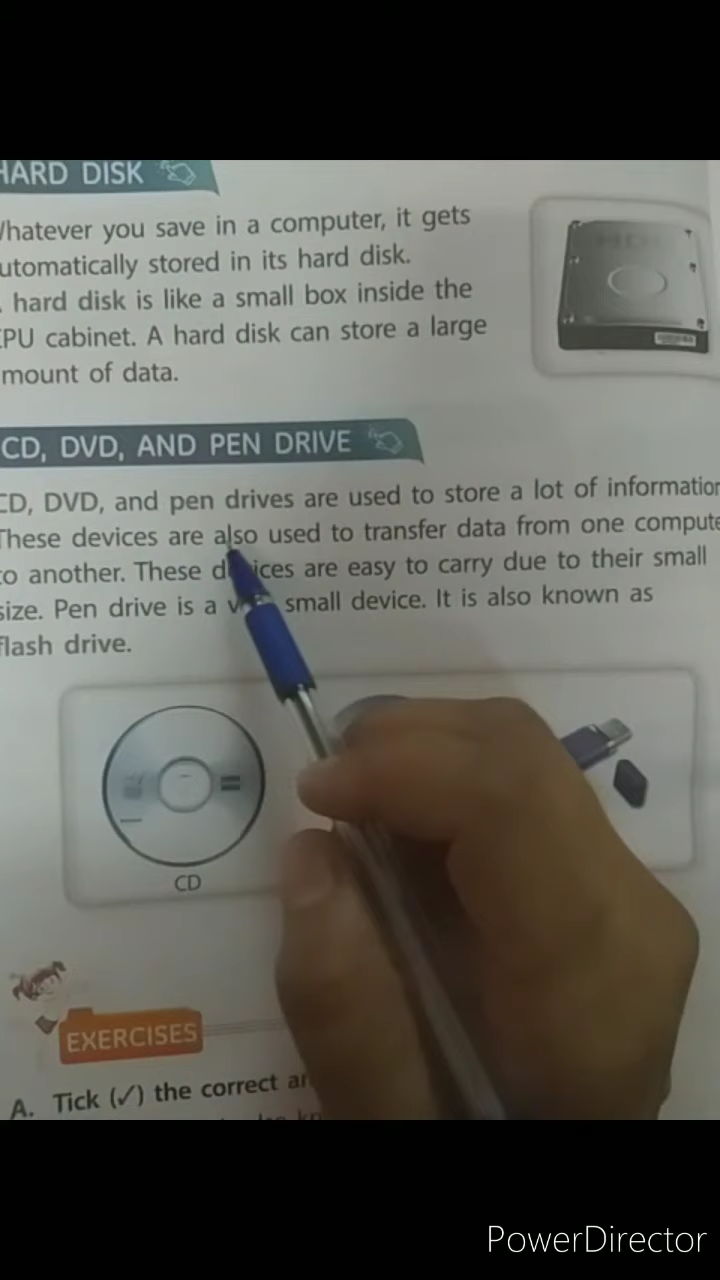 HARD DISK
Whatever you save in a computer, it gets
automatically stored in its hard disk.
hard disk is like a small box inside the
CPU cabinet. A hard disk can store a large
amount of data.
CD, DVD, AND PEN DRIVE
CD, DVD, and pen drives are used to store a lot of information
These devices are also used to transfer data from one compute
to another. These devices are easy to carry due to their small
size. Pen drive is a small device. It is also known as
flash drive.
CD
EXERCISES
A. Tick (✓) the correct
PowerDirector